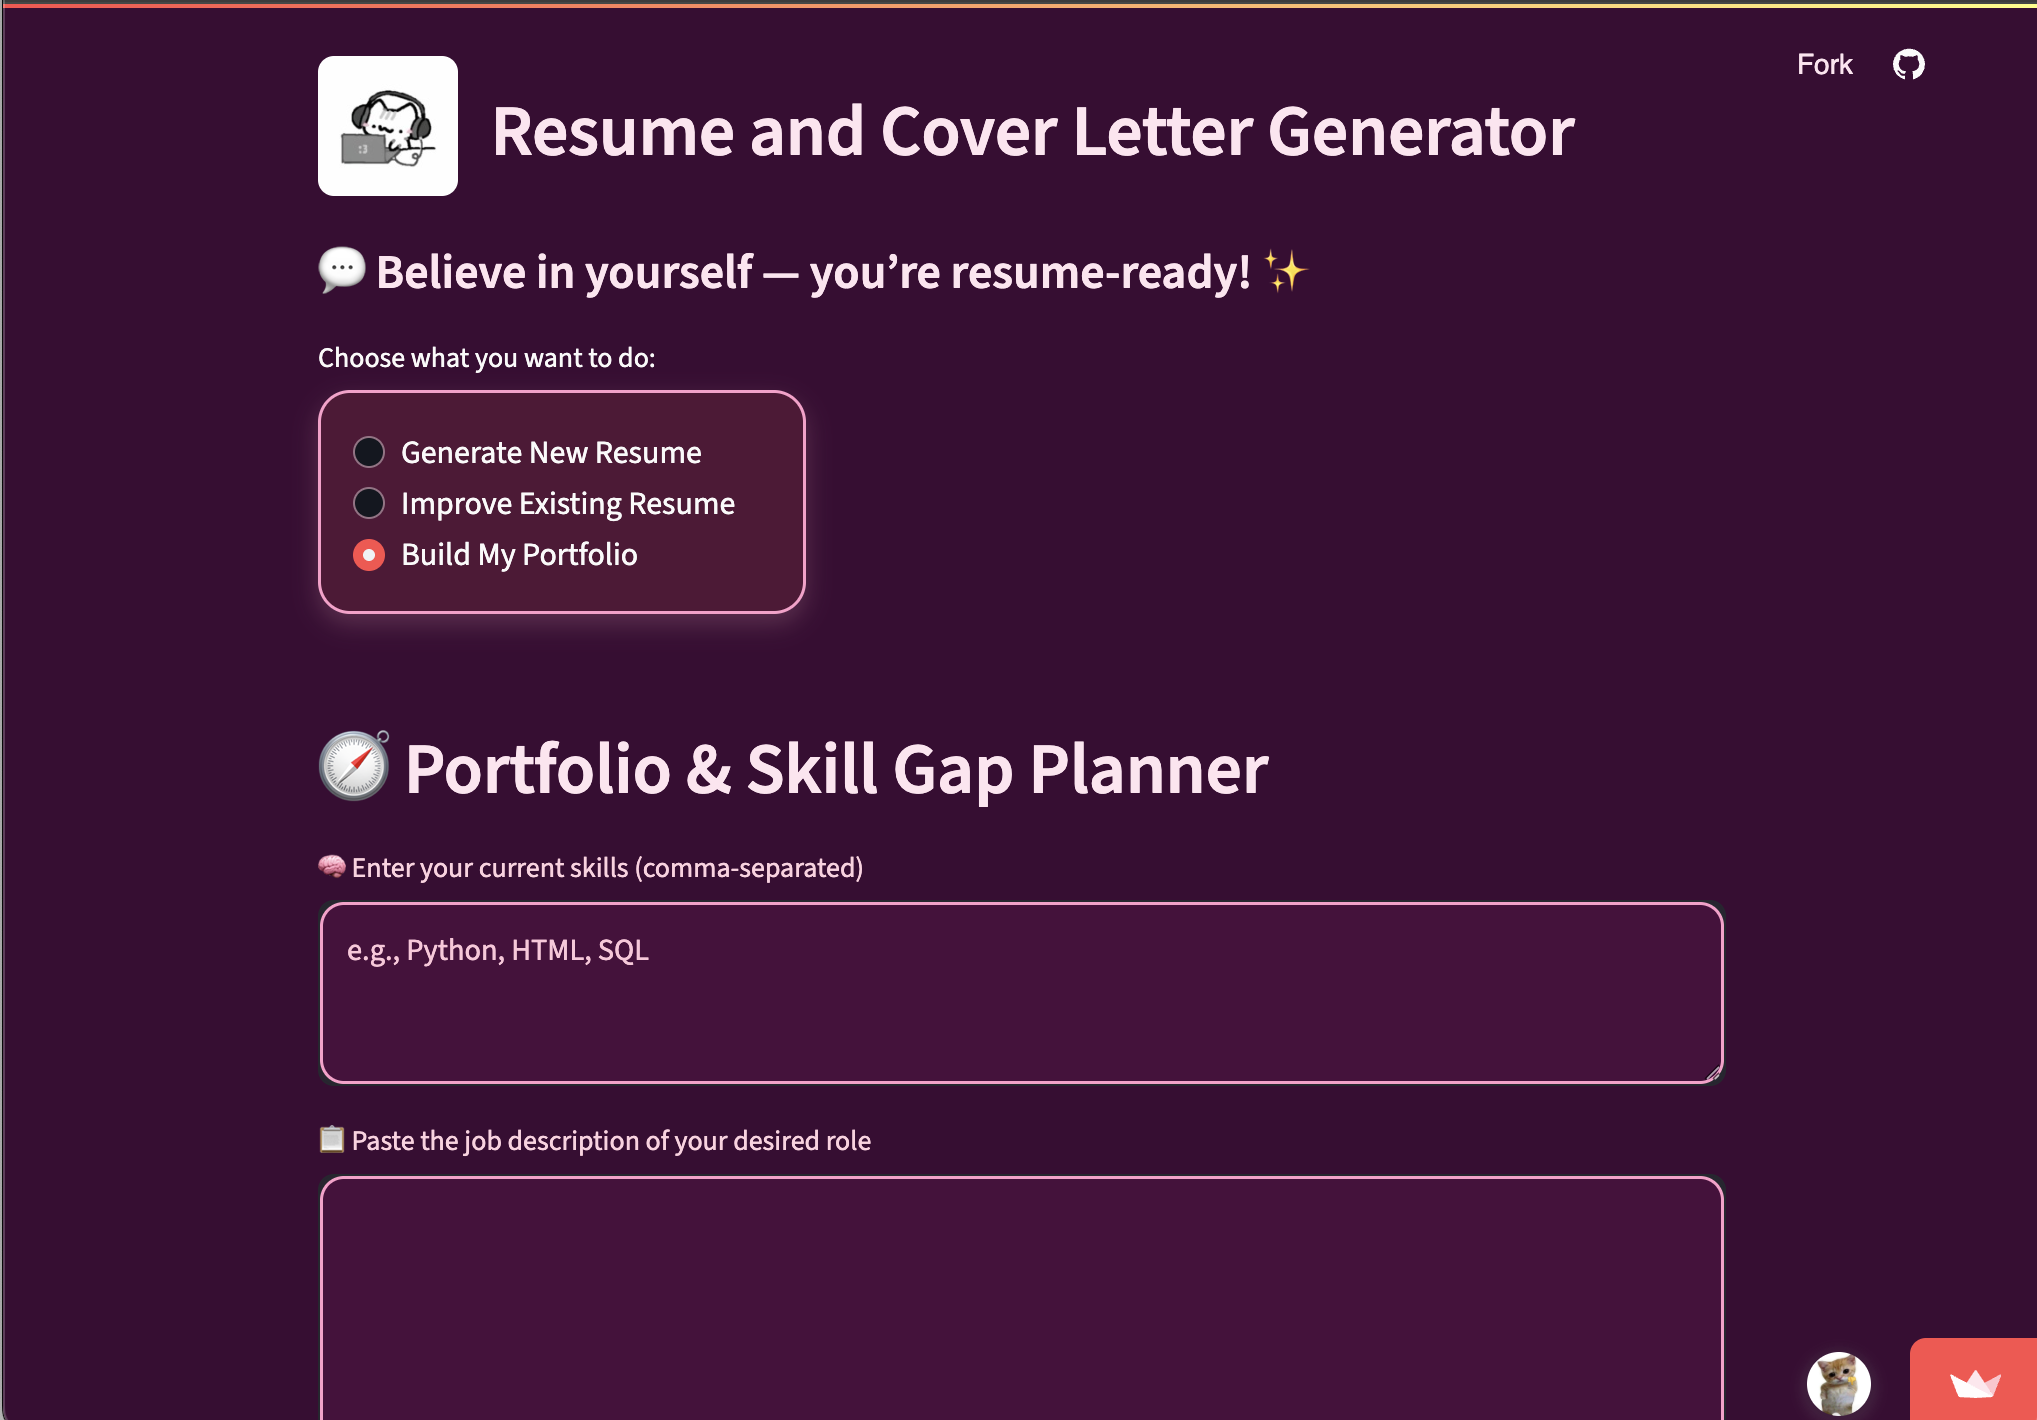 Fork
:3
Resume and Cover Letter Generator
Believe in yourself — you’re resume-ready!
Choose what you want to do:
Generate New Resume
Improve Existing Resume
Build My Portfolio
Portfolio & Skill Gap Planner
Enter your current skills (comma-separated)
e.g., Python, HTML, SQL
Paste the job description of your desired role